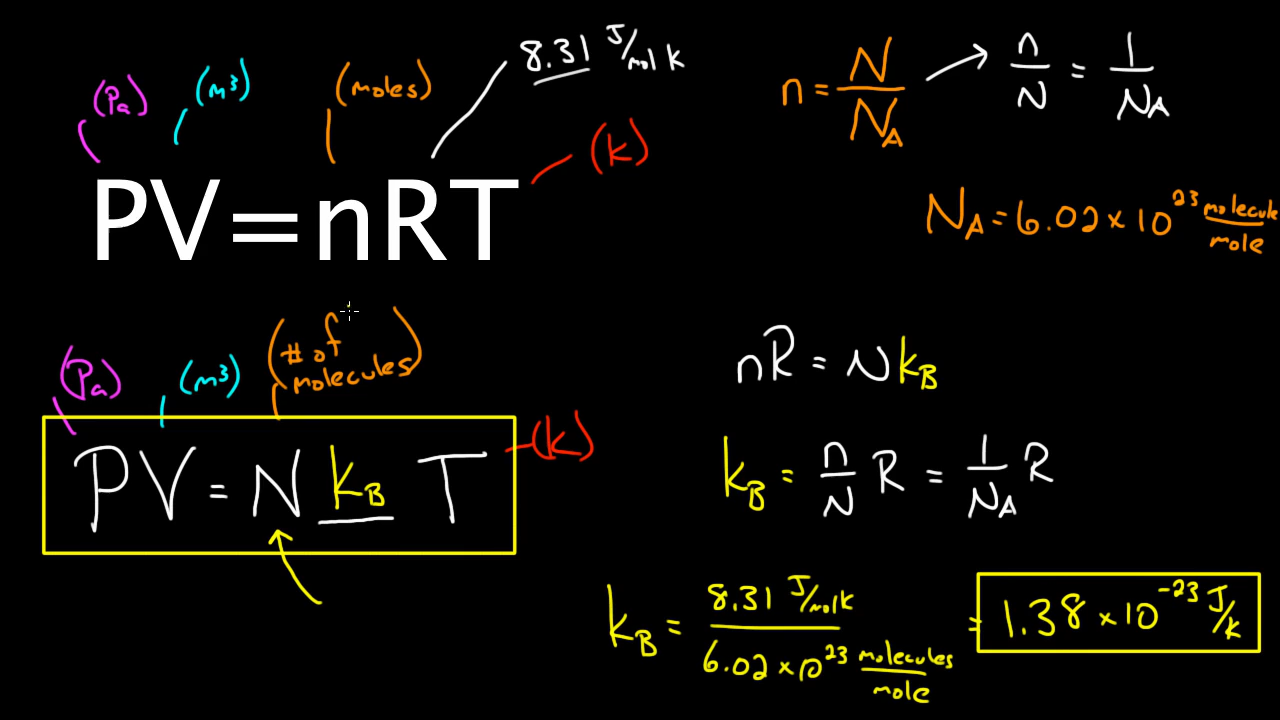 (Pa) (m³) (moles) 8.31 J/mol k
(k)
PV=nRT
n = N/N_A → n/N = 1/N_A
N_A = 6.02 × 10²³ molecule/mole
(Pa) (m³) (# of molecules)
PV = N k_B T (k)
nR = N k_B
k_B = n/N R = 1/N_A R
k_B = 8.31 J/mol k / 6.02 × 10²³ molecules/mole = 1.38 × 10⁻²³ J/k